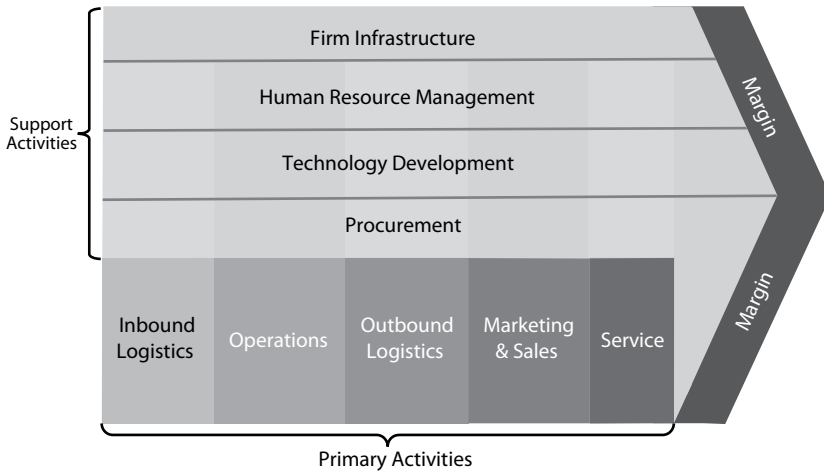 Firm Infrastructure
Human Resource Management
Technology Development
Procurement
Support
Activities
Margin
Margin
Inbound
Logistics
Operations
Outbound
Logistics
Marketing
& Sales
Service
Primary Activities